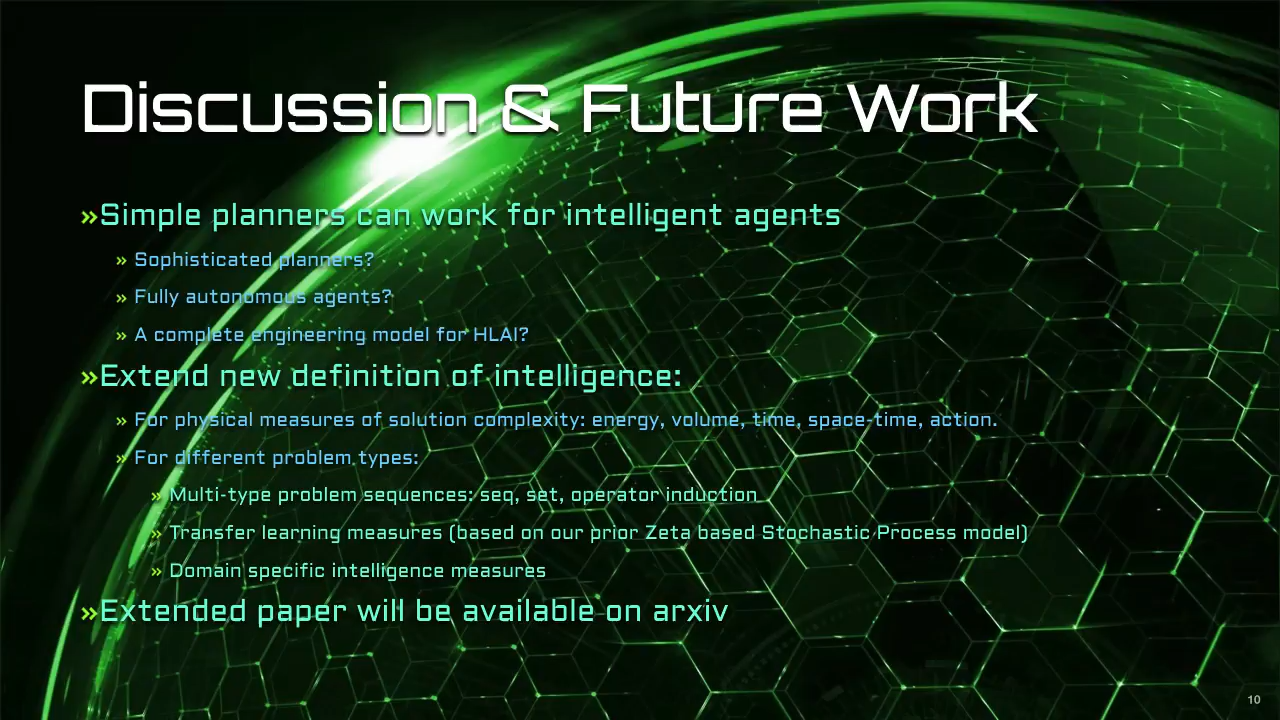 Discussion & Future Work
»Simple planners can work for intelligent agents
» Sophisticated planners?
» Fully autonomous agents?
» A complete engineering model for HLAI?
»Extend new definition of intelligence:
» For physical measures of solution complexity: energy, volume, time, space-time, action.
» For different problem types:
» Multi-type problem sequences: seq, set, operator induction
» Transfer learning measures (based on our prior Zeta based Stochastic Process model)
» Domain specific intelligence measures
»Extended paper will be available on arxiv
10